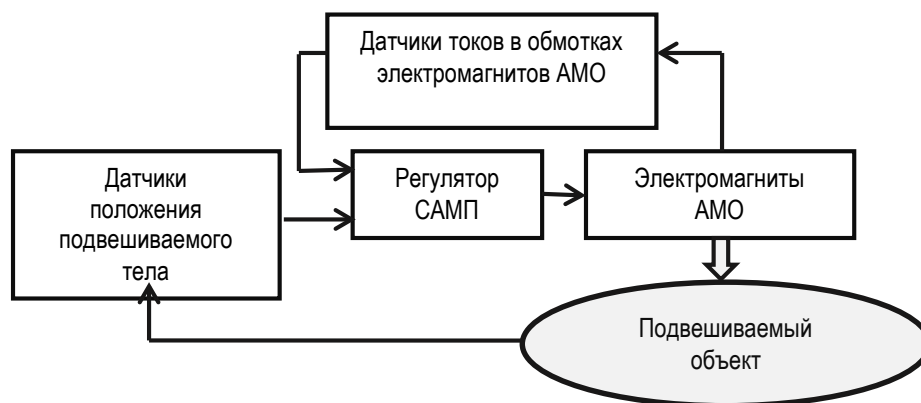 Датчики токов в обмотках
электромагнитов АМО
Датчики
положения
подвешиваемого
тела
Регулятор
САМП
Электромагниты
АМО
Подвешиваемый
объект